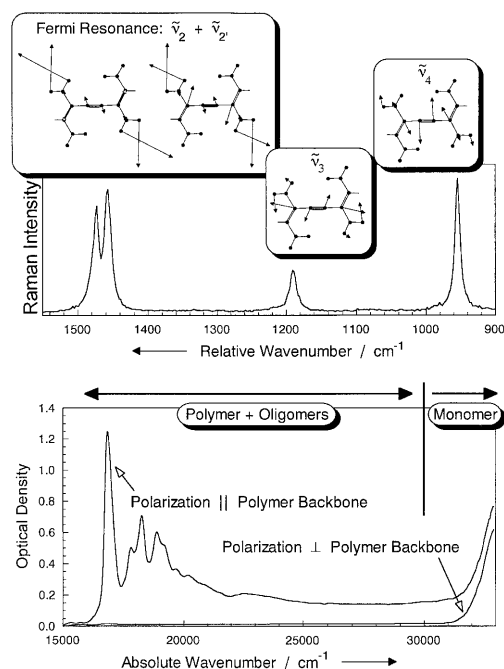 Fermi Resonance: ν̃2 + ν̃2'
ν̃4
ν̃3
Raman Intensity
1500 1400 1300 1200 1100 1000 900
Relative Wavenumber / cm-1
Polymer + Oligomers
Monomer
1.4
1.2
1.0
0.8
0.6
0.4
0.2
0.0
Optical Density
Polarization || Polymer Backbone
Polarization ⊥ Polymer Backbone
15000 20000 25000 30000
Absolute Wavenumber / cm-1